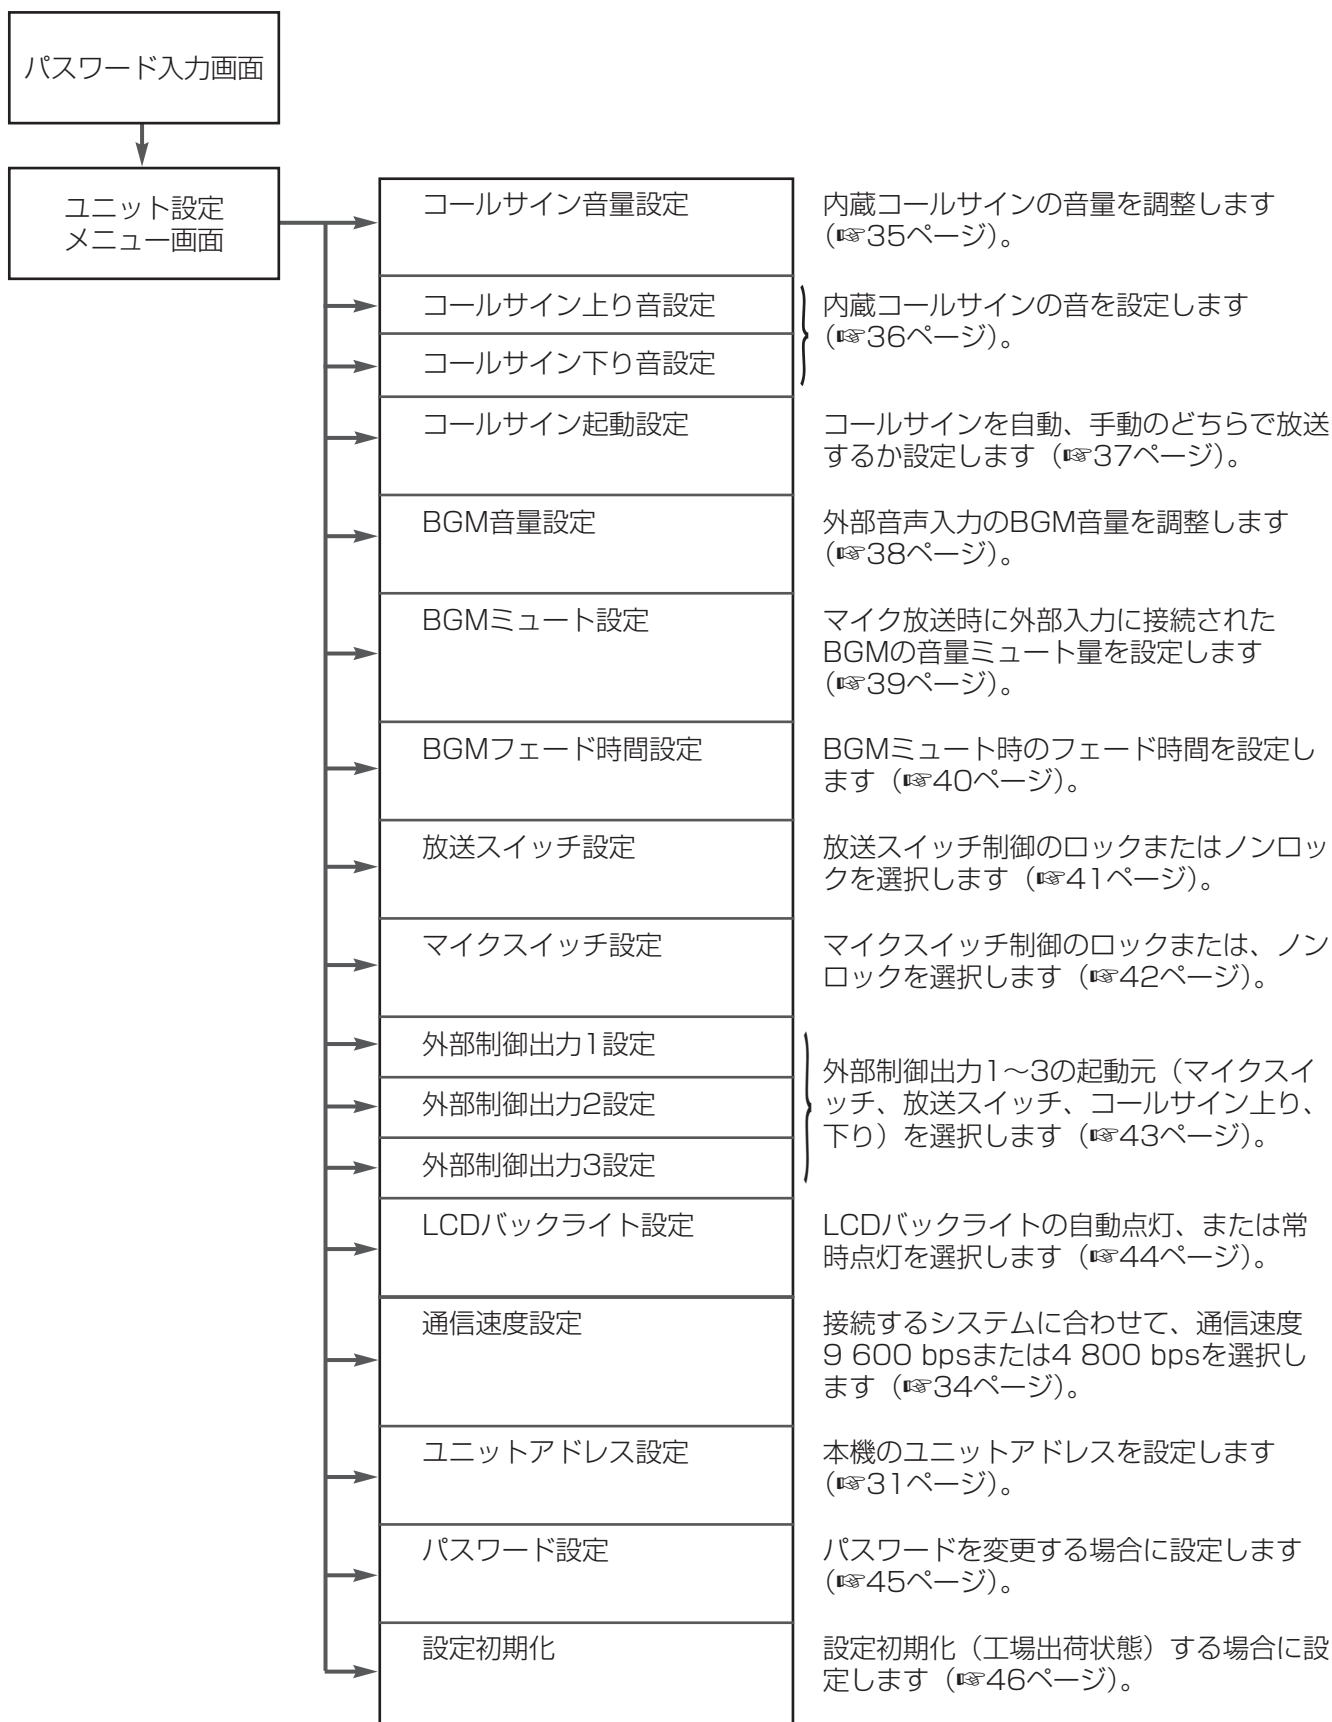 パスワード入力画面
ユニット設定
メニュー画面
コールサイン音量設定
内蔵コールサインの音量を調整します
(☞35ページ)。
コールサイン上り音設定
コールサイン下り音設定
内蔵コールサインの音を設定します
(☞36ページ)。
コールサイン起動設定
コールサインを自動、手動のどちらで放送
するか設定します (☞37ページ)。
BGM音量設定
外部音声入力のBGM音量を調整します
(☞38ページ)。
BGMミュート設定
マイク放送時に外部入力に接続された
BGMの音量ミュート量を設定します
(☞39ページ)。
BGMフェード時間設定
BGMミュート時のフェード時間を設定し
ます (☞40ページ)。
放送スイッチ設定
放送スイッチ制御のロックまたはノンロッ
クを選択します (☞41ページ)。
マイクスイッチ設定
マイクスイッチ制御のロックまたは、ノン
ロックを選択します (☞42ページ)。
外部制御出力1設定
外部制御出力2設定
外部制御出力3設定
外部制御出力1〜3の起動元（マイクスイ
ッチ、放送スイッチ、コールサイン上り、
下り）を選択します (☞43ページ)。
LCDバックライト設定
LCDバックライトの自動点灯、または常
時点灯を選択します (☞44ページ)。
通信速度設定
接続するシステムに合わせて、通信速度
9 600 bpsまたは4 800 bpsを選択し
ます (☞34ページ)。
ユニットアドレス設定
本機のユニットアドレスを設定します
(☞31ページ)。
パスワード設定
パスワードを変更する場合に設定します
(☞45ページ)。
設定初期化
設定初期化（工場出荷状態）する場合に設
定します (☞46ページ)。